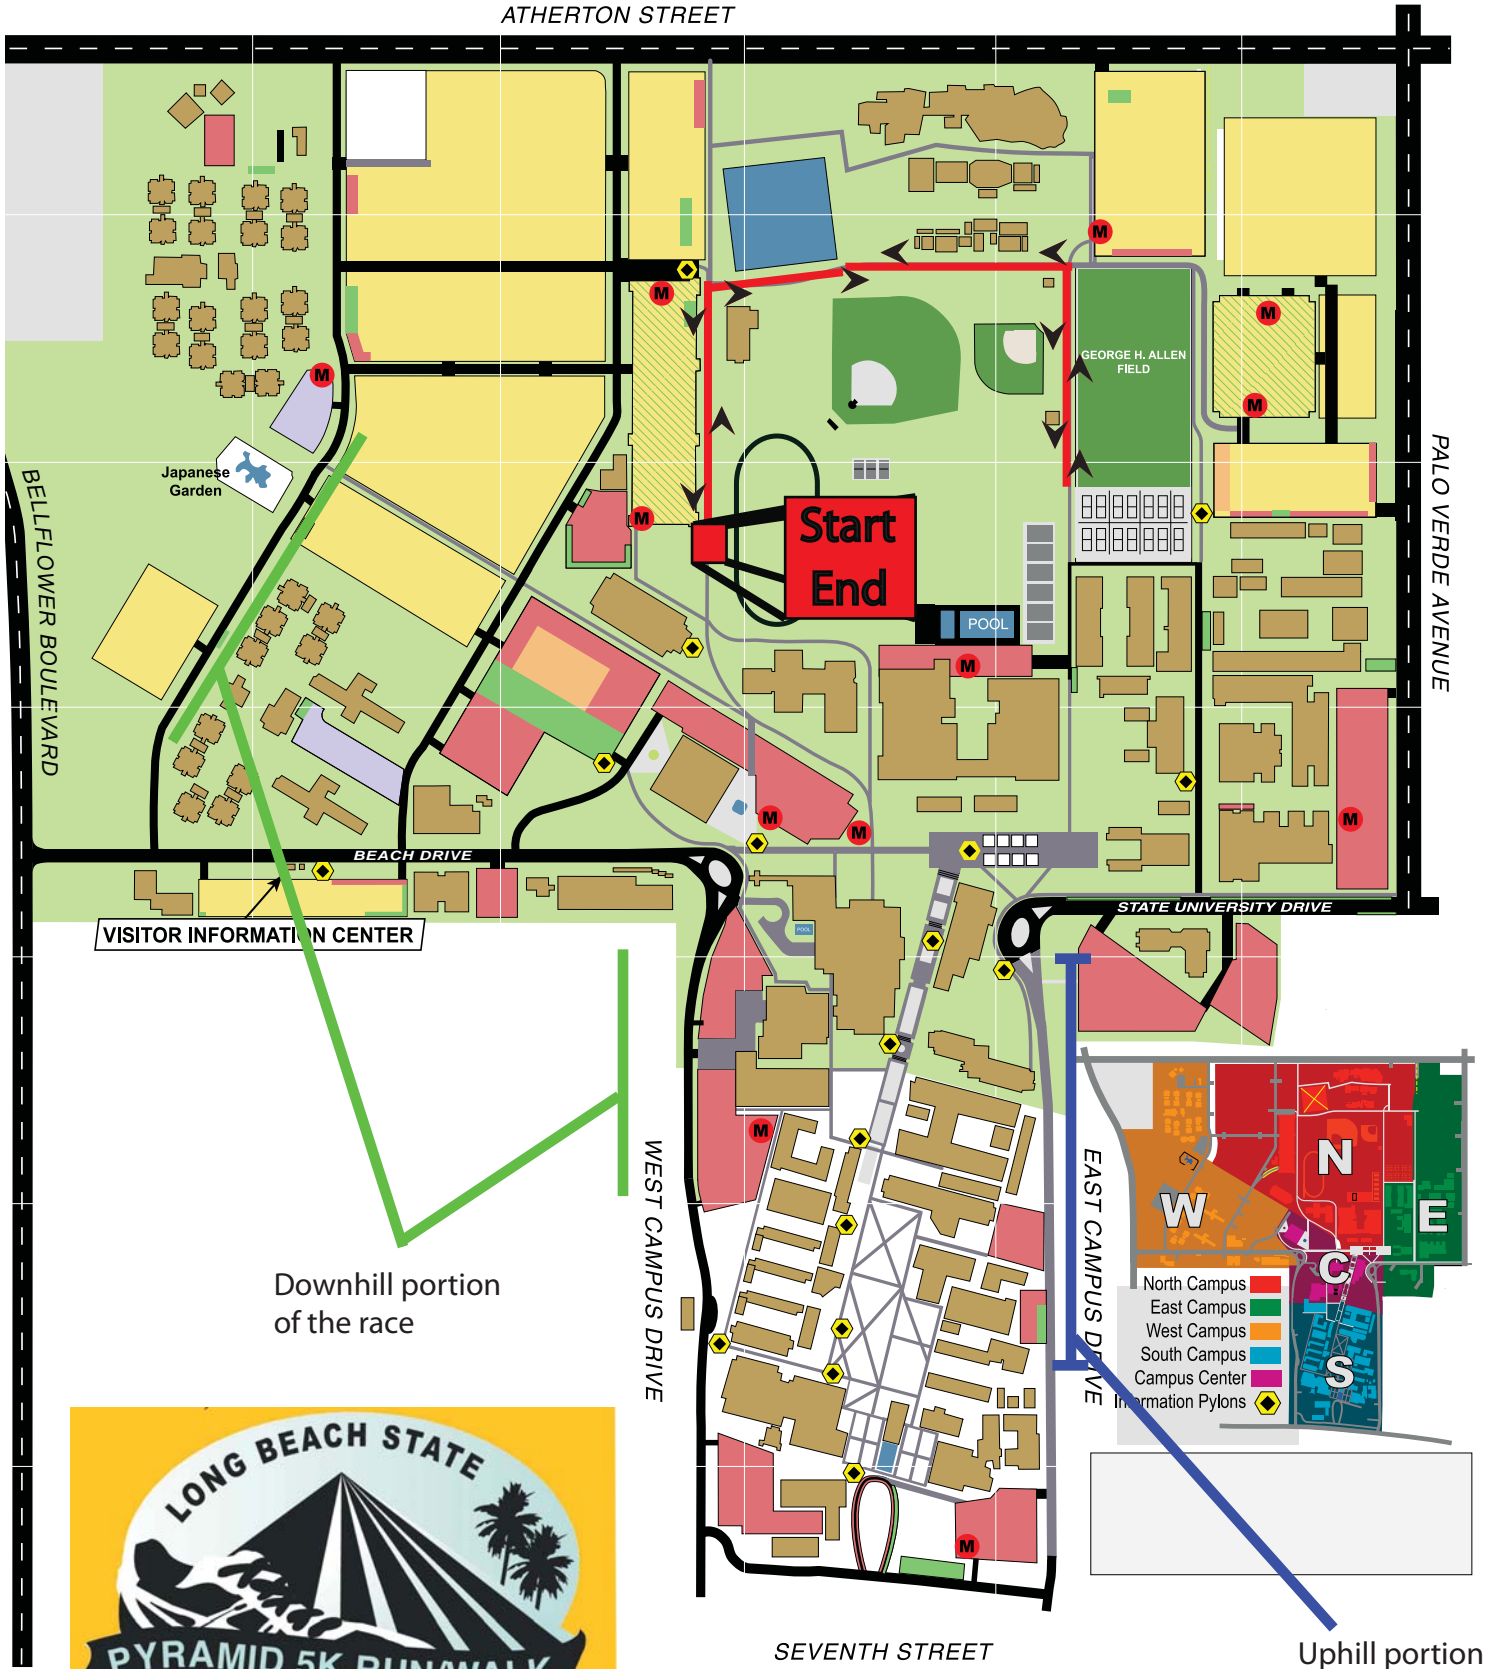 ATHERTON STREET
M
M
M
M
GEORGE H. ALLEN
FIELD
M
M
Japanese
Garden
M
BELLFLOWER BOULEVARD
PALO VERDE AVENUE
Start
End
POOL
M
M
M
M
BEACH DRIVE
STATE UNIVERSITY DRIVE
VISITOR INFORMATION CENTER
POOL
M
WEST CAMPUS DRIVE
EAST CAMPUS DRIVE
N
W
E
C
S
North Campus
East Campus
West Campus
South Campus
Campus Center
Information Pylons
Downhill portion
of the race
LONG BEACH STATE
PYRAMID 5K RUN/WALK
M
SEVENTH STREET
Uphill portion